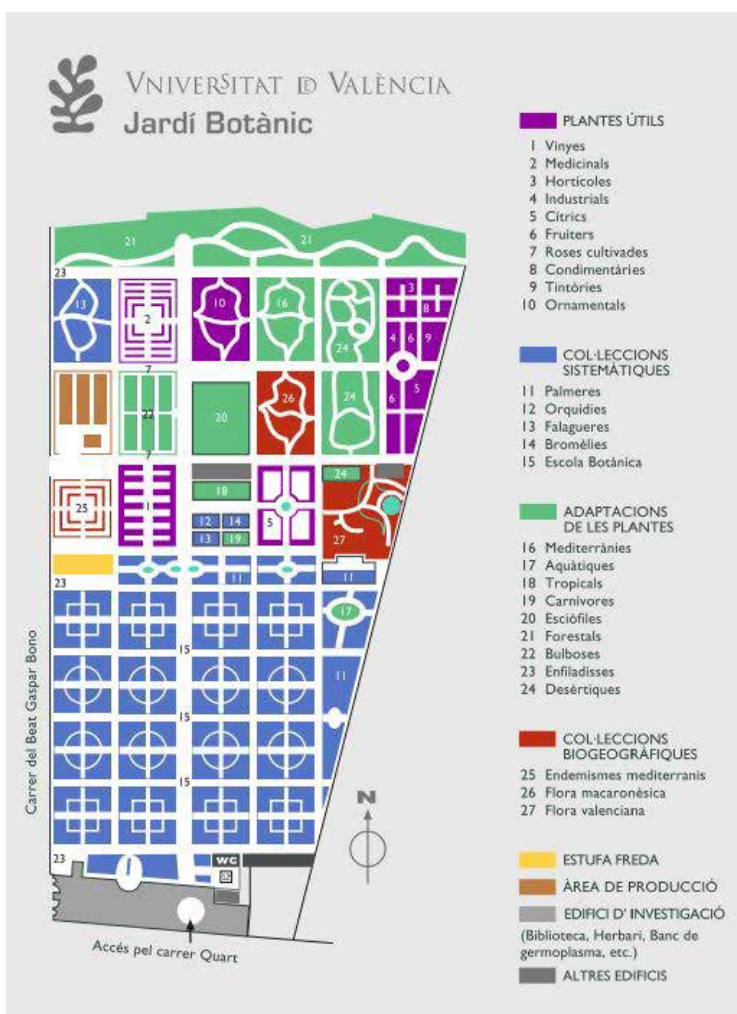 VNIVERSITAT ID VALÈNCIA
Jardí Botànic
PLANTES ÚTILS
1 Vinyes
2 Medicinals
3 Hortícoles
4 Industrials
5 Cítrics
6 Fruiters
7 Roses cultivades
8 Condimentàries
9 Tintòries
10 Ornamentals
COL·LECCIONS
SISTEMÀTIQUES
11 Palmeres
12 Orquídies
13 Falagueres
14 Bromèlies
15 Escola Botànica
ADAPTACIONS
DE LES PLANTES
16 Mediterrànies
17 Aquàtiques
18 Tropicals
19 Carnívores
20 Esciòfiles
21 Forestals
22 Bulboses
23 Enfiladisses
24 Desèrtiques
COL·LECCIONS
BIOGEOGRÀFIQUES
25 Endemismes mediterranis
26 Flora macaronèsica
27 Flora valenciana
ESTUFA FREDA
ÀREA DE PRODUCCIÓ
EDIFICI D' INVESTIGACIÓ
(Biblioteca, Herbari, Banc de
germoplasma, etc.)
ALTRES EDIFICIS
21 21
23
13 2 10 16 24 3 8
4 6 9
7
22 20 26 24 6 5
7
25 1 18 5 24 27
12 14
13 19
23 11 11
17
15
11
15
15
23
WC
N
Carrer del Beat Gaspar Bono
Accés pel carrer Quart